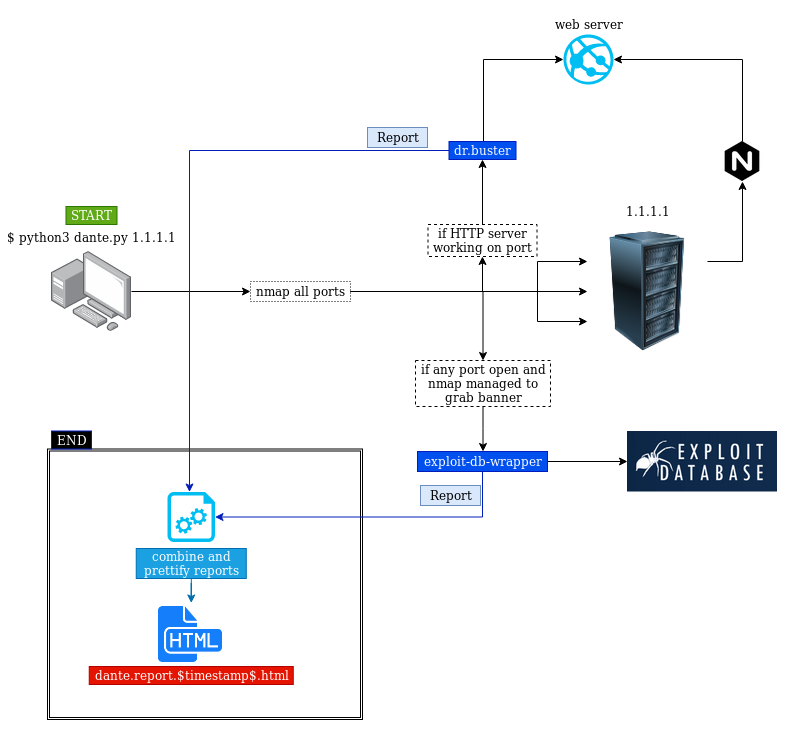 web server
Report
dr.buster
N
START
$ python3 dante.py 1.1.1.1
if HTTP server
working on port
1.1.1.1
nmap all ports
if any port open and
nmap managed to
grab banner
END
exploit-db-wrapper
EXPLOIT
DATABASE
Report
combine and
prettify reports
HTML
dante.report.$timestamp$.html